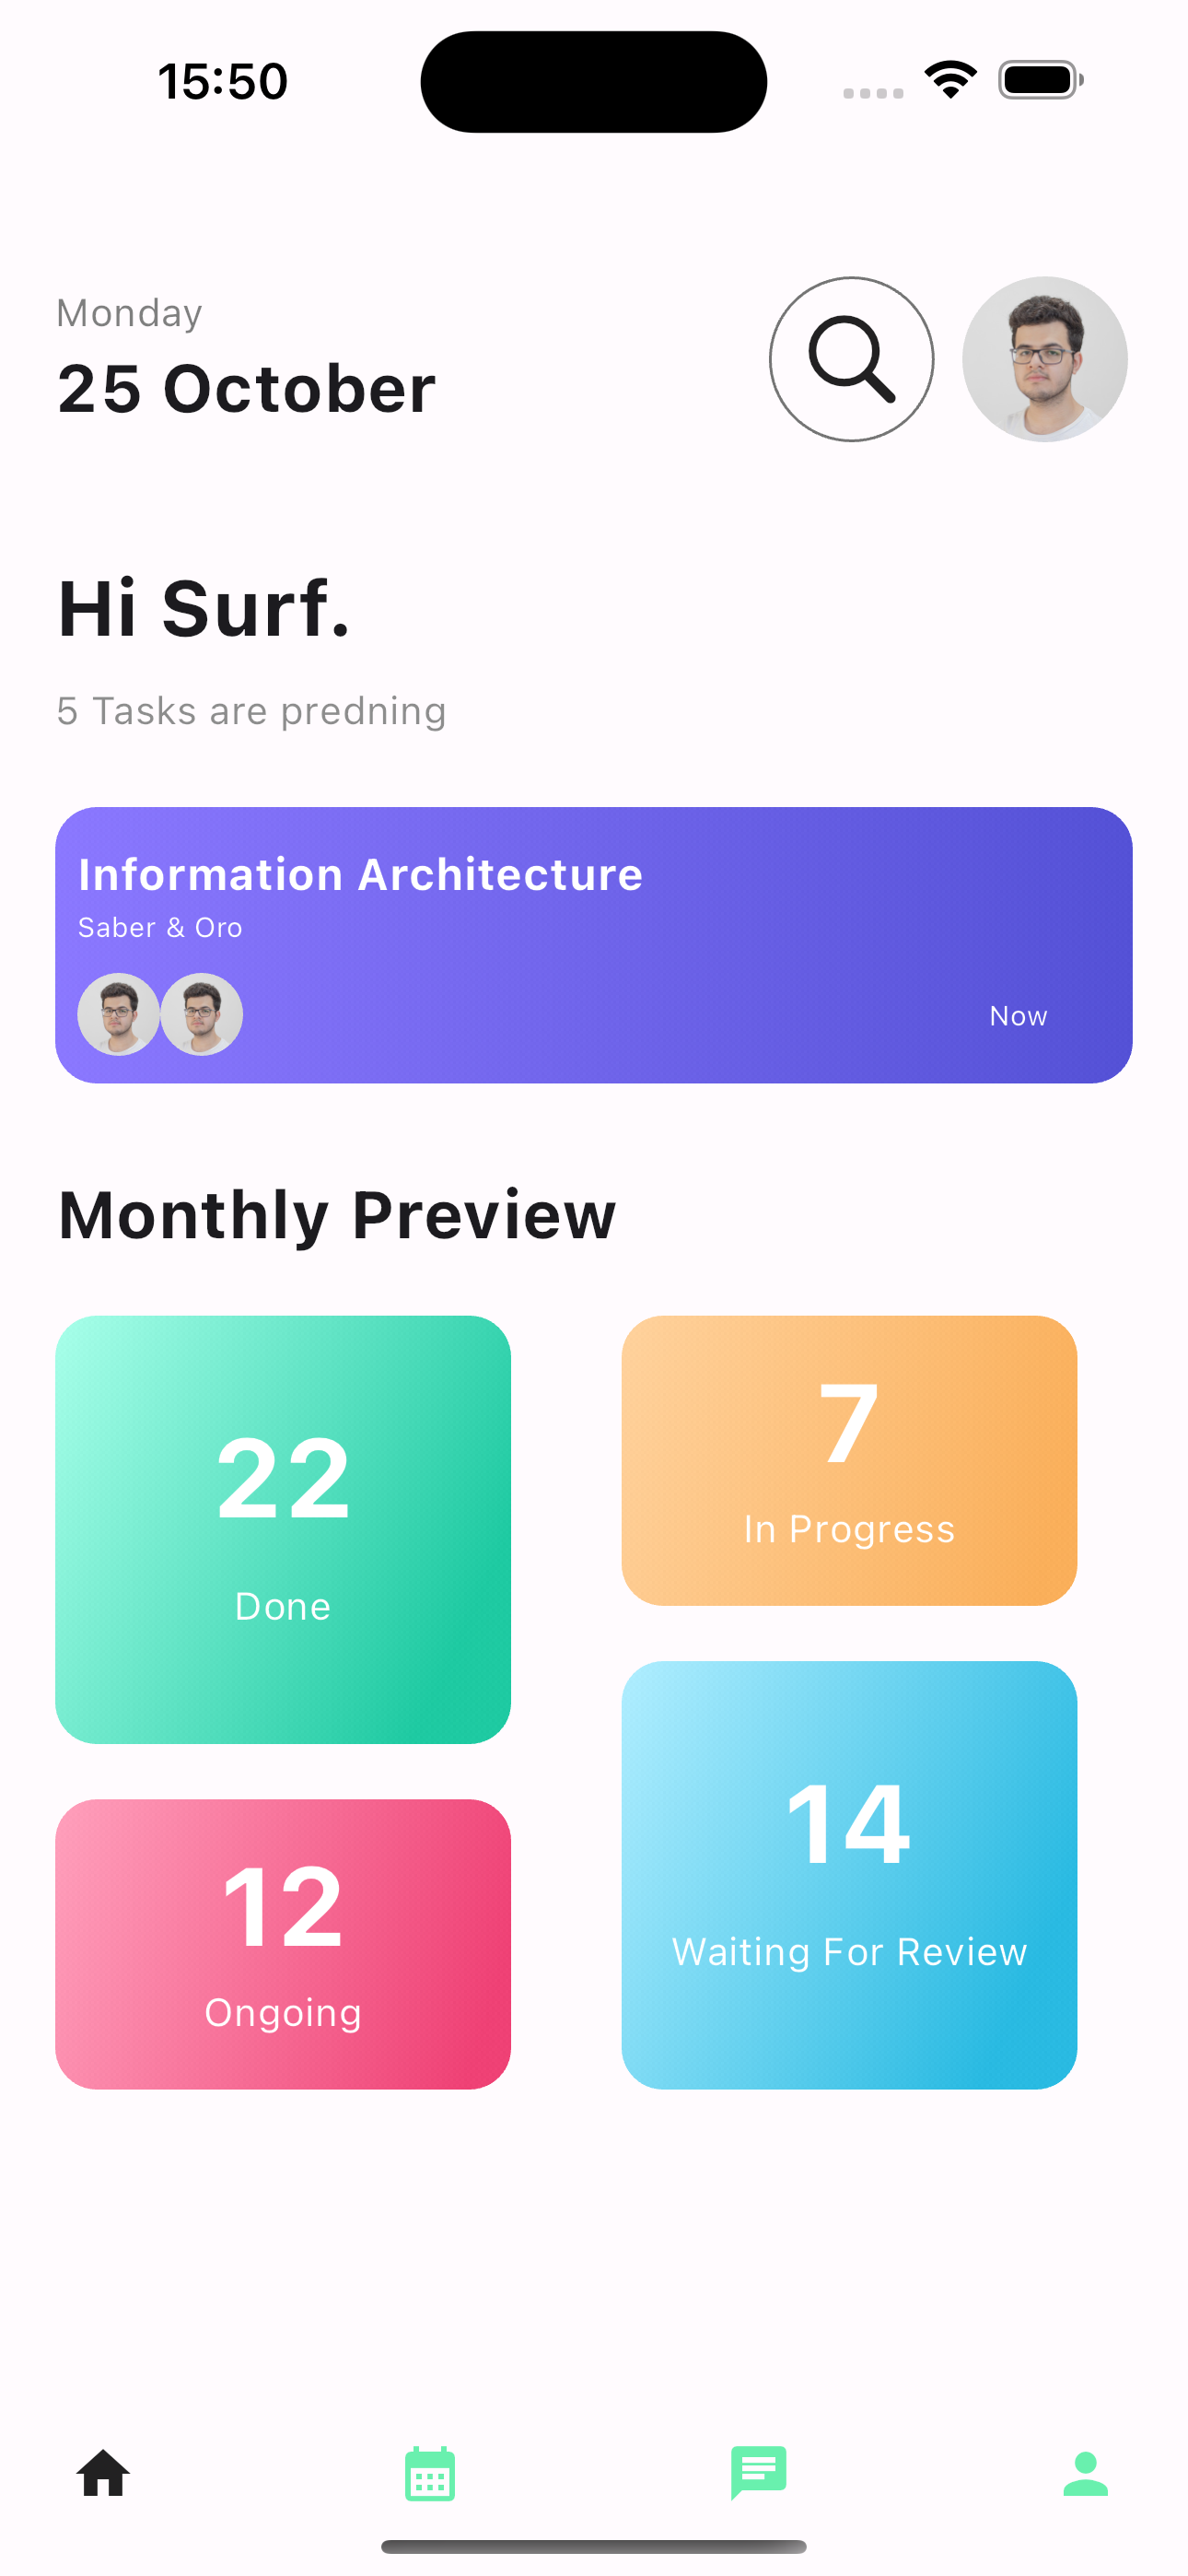 15:50
Monday
25 October
Hi Surf.
5 Tasks are predning
Information Architecture
Saber & Oro
Now
Monthly Preview
22
Done
7
In Progress
12
Ongoing
14
Waiting For Review